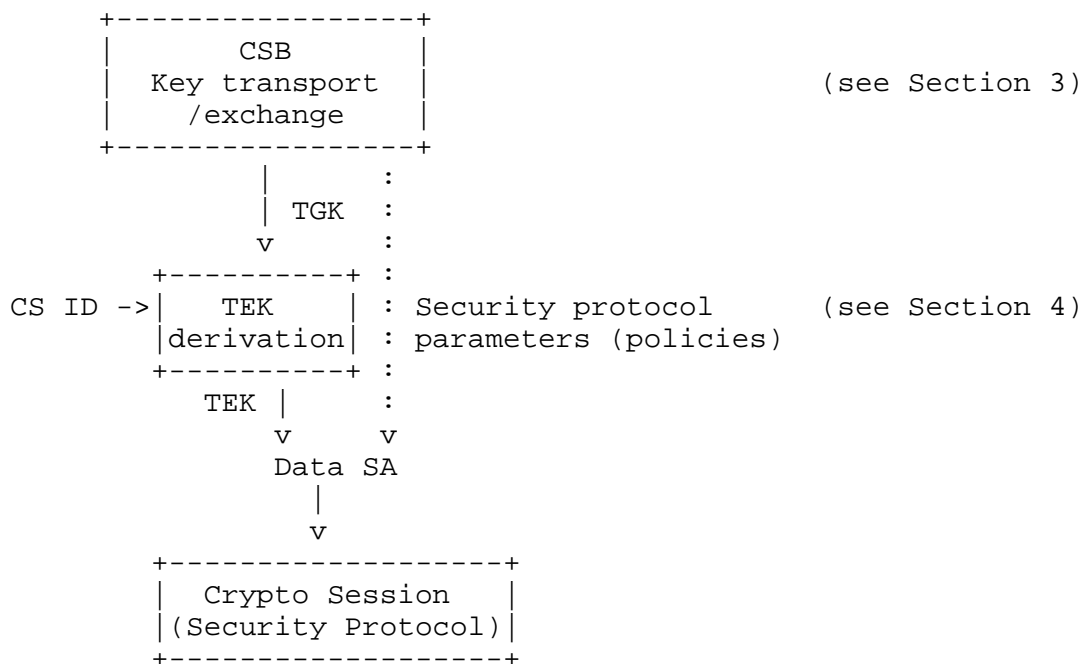 CSB
Key transport (see Section 3)
/exchange
TGK
CS ID -> TEK Security protocol (see Section 4)
derivation parameters (policies)
TEK
v v
Data SA
v
Crypto Session
(Security Protocol)